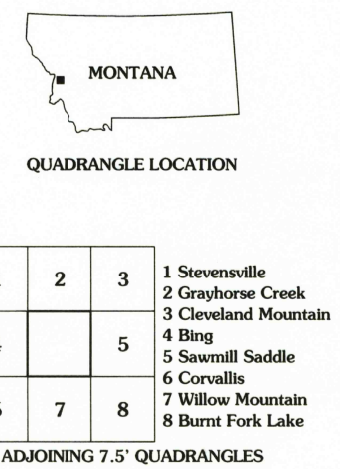 MONTANA
QUADRANGLE LOCATION
2 3
5
7 8
1 Stevensville
2 Grayhorse Creek
3 Cleveland Mountain
4 Bing
5 Sawmill Saddle
6 Corvallis
7 Willow Mountain
8 Burnt Fork Lake
ADJOINING 7.5' QUADRANGLES